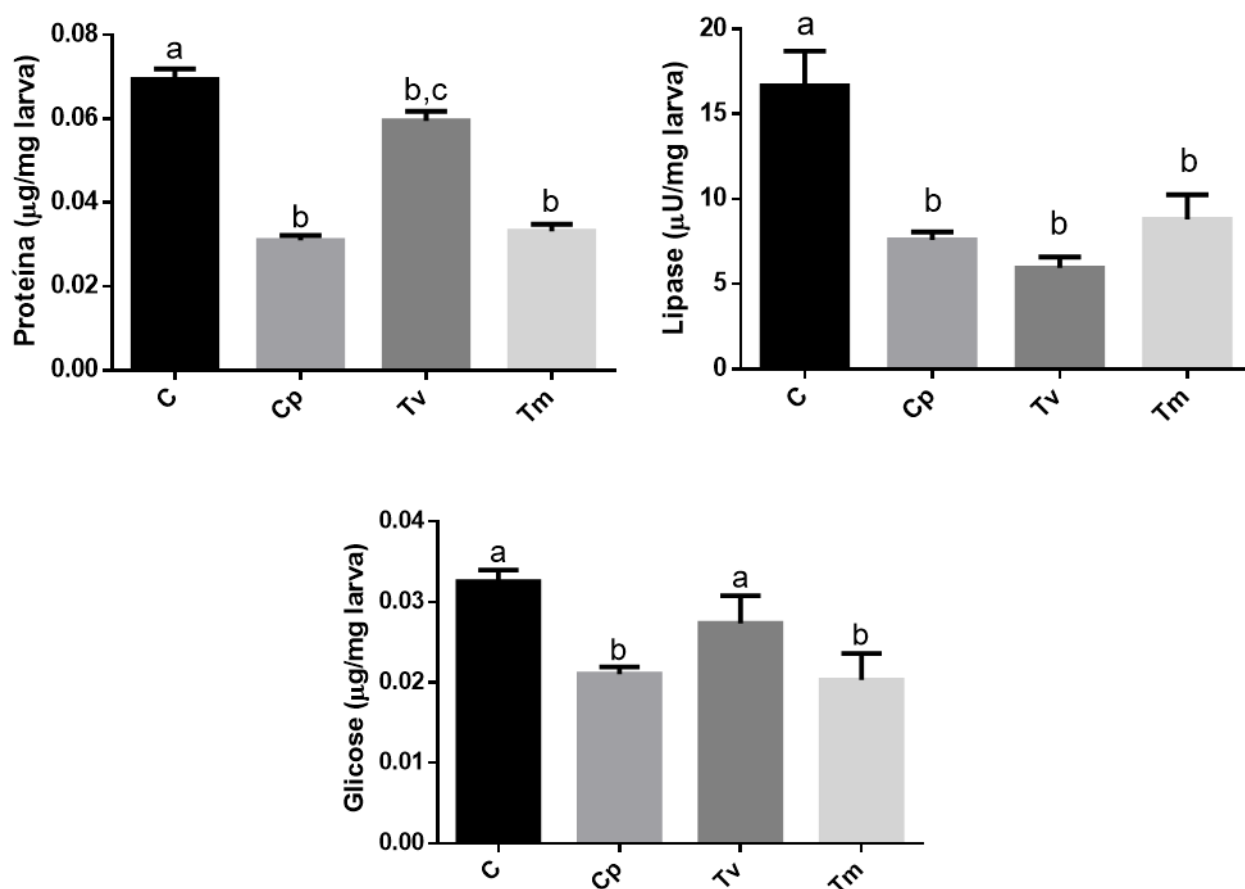 Proteína (μg/mg larva)
0.08
0.06
0.04
0.02
0.00
a
b
b,c
b
C
Cp
Tv
Tm
Lipase (μU/mg larva)
20
15
10
5
0
a
b
b
b
C
Cp
Tv
Tm
Glicose (μg/mg larva)
0.04
0.03
0.02
0.01
0.00
a
b
a
b
C
Cp
Tv
Tm